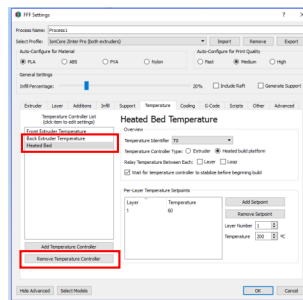 FFF Settings
Process Name: Process1
Select Profile: IonCore Zinter Pro (both extruders)
Import
Remove
Export
Auto-Configure for Material
PLA
ABS
PVA
Nylon
Auto-Configure for Print Quality
Fast
Medium
High
General Settings
Infill Percentage:
20%
Include Raft
Generate Support
Extruder
Layer
Additions
Infill
Support
Temperature
Cooling
G-Code
Scripts
Other
Advanced
Temperature Controller List
(click item to edit settings)
Front Extruder Temperature
Back Extruder Temperature
Heated Bed
Add Temperature Controller
Remove Temperature Controller
Heated Bed Temperature
Overview
Temperature Identifier T0
Temperature Controller Type: Extruder Heated build platform
Relay Temperature Between Each: Layer Loop
Wait for temperature controller to stabilize before beginning build
Per-Layer Temperature Setpoints
Layer Temperature
1 60
Add Setpoint
Remove Setpoint
Layer Number 1
Temperature 200 °C
Hide Advanced
Select Models
OK
Cancel